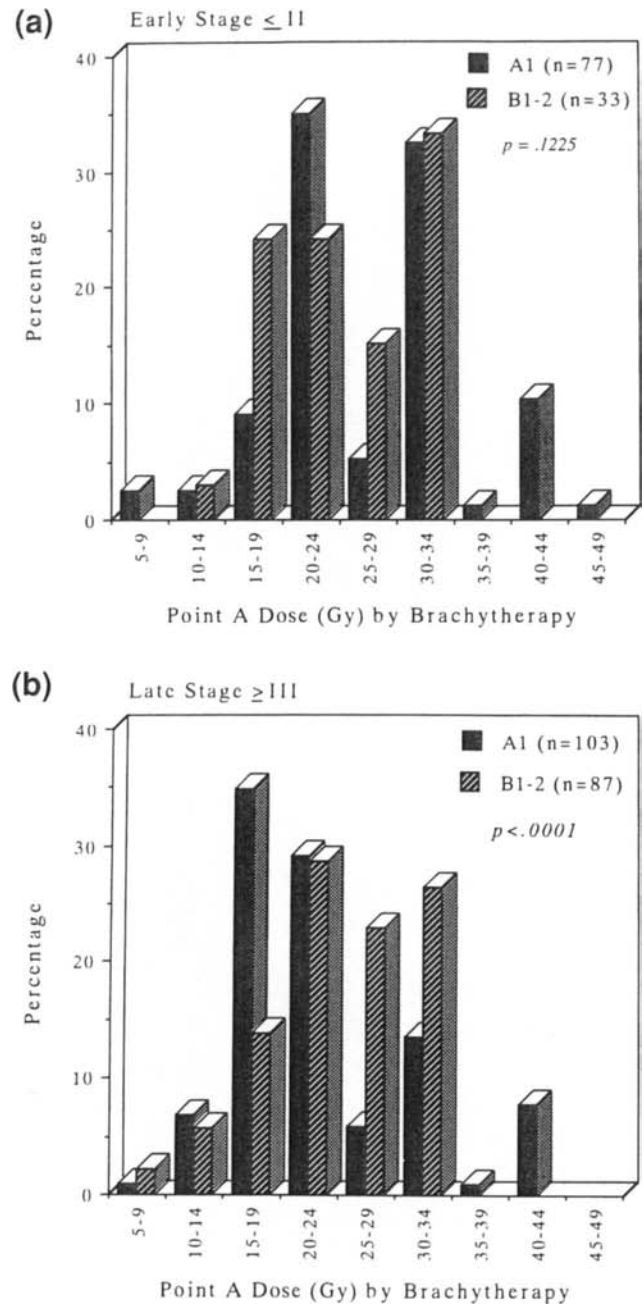 (a)
Early Stage ≤ II
A1 (n=77)
B1-2 (n=33)
p = .1225
40
30
20
10
0
Percentage
5-9
10-14
15-19
20-24
25-29
30-34
35-39
40-44
45-49
Point A Dose (Gy) by Brachytherapy
(b)
Late Stage ≥III
A1 (n=103)
B1-2 (n=87)
p<.0001
40
30
20
10
0
Percentage
5-9
10-14
15-19
20-24
25-29
30-34
35-39
40-44
45-49
Point A Dose (Gy) by Brachytherapy